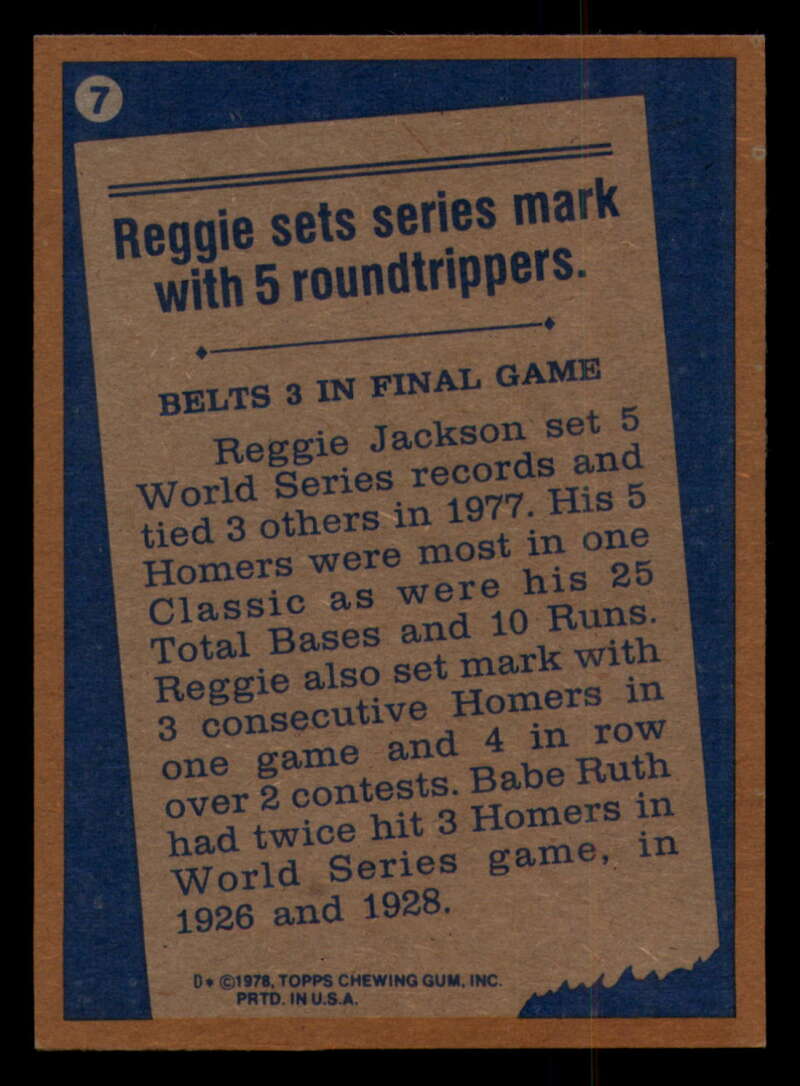 7
Reggie sets series mark
with 5 roundtrippers.
BELTS 3 IN FINAL GAME
Reggie Jackson set 5
World Series records and
tied 3 others in 1977. His 5
Homers were most in one
Classic as were his 25
Total Bases and 10 Runs.
Reggie also set mark with
3 consecutive Homers in
one game and 4 in row
over 2 contests. Babe Ruth
had twice hit 3 Homers in
World Series game, in
1926 and 1928.
D* ©1978, TOPPS CHEWING GUM, INC.
PRTD. IN U.S.A.